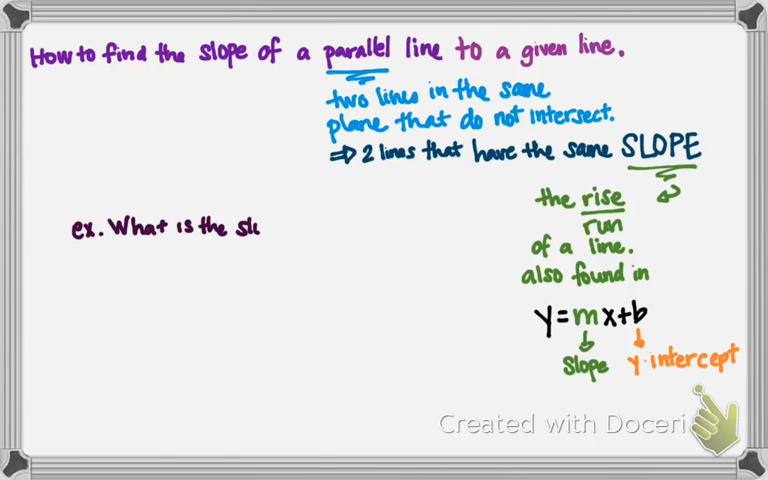 How to find the slope of a parallel line to a given line.
two lines in the same
plane that do not intersect.
⇒ 2 lines that have the same SLOPE
the rise
run
of a line.
also found in
ex. What is the slo
y=mx+b
Slope
y-intercept
Created with Doceri